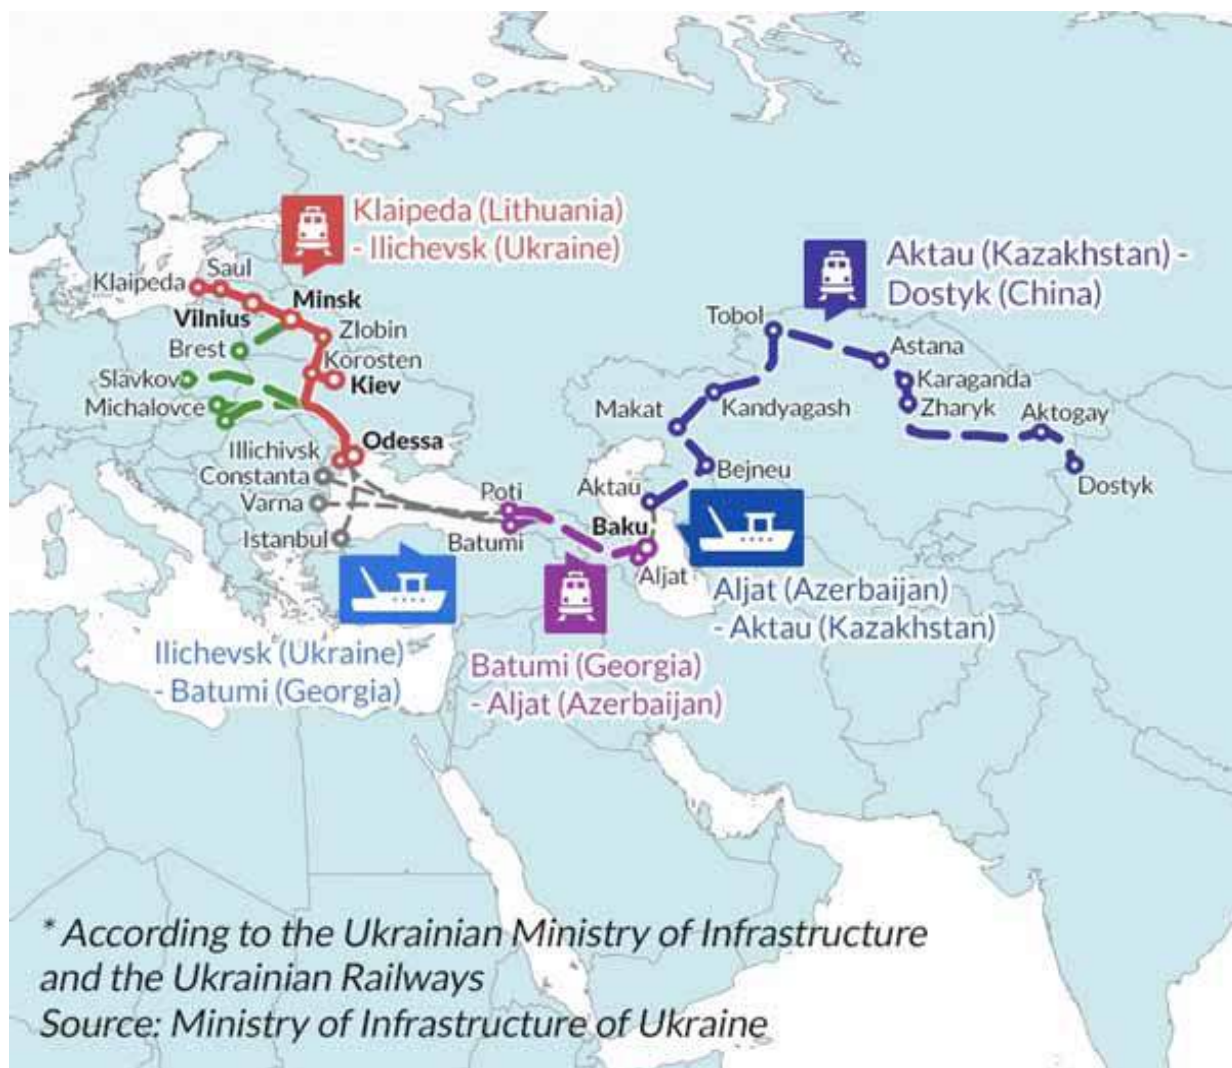 Klaipeda (Lithuania)
- Ilichevsk (Ukraine)
Aktau (Kazakhstan) -
Dostyk (China)
Klaipeda
Saul
Vilnius
Minsk
Zlobin
Brest
Korosten
Kiev
Slavkov
Michalovce
Odessa
Illichivsk
Constanta
Varna
Istanbul
Poti
Batumi
Baku
Aljat
Aktau
Bejneu
Makat
Kandyagash
Tobol
Astana
Karaganda
Zharyk
Aktogay
Dostyk
Ilichevsk (Ukraine)
- Batumi (Georgia)
Batumi (Georgia)
- Aljat (Azerbaijan)
Aljat (Azerbaijan)
- Aktau (Kazakhstan)
* According to the Ukrainian Ministry of Infrastructure
and the Ukrainian Railways
Source: Ministry of Infrastructure of Ukraine